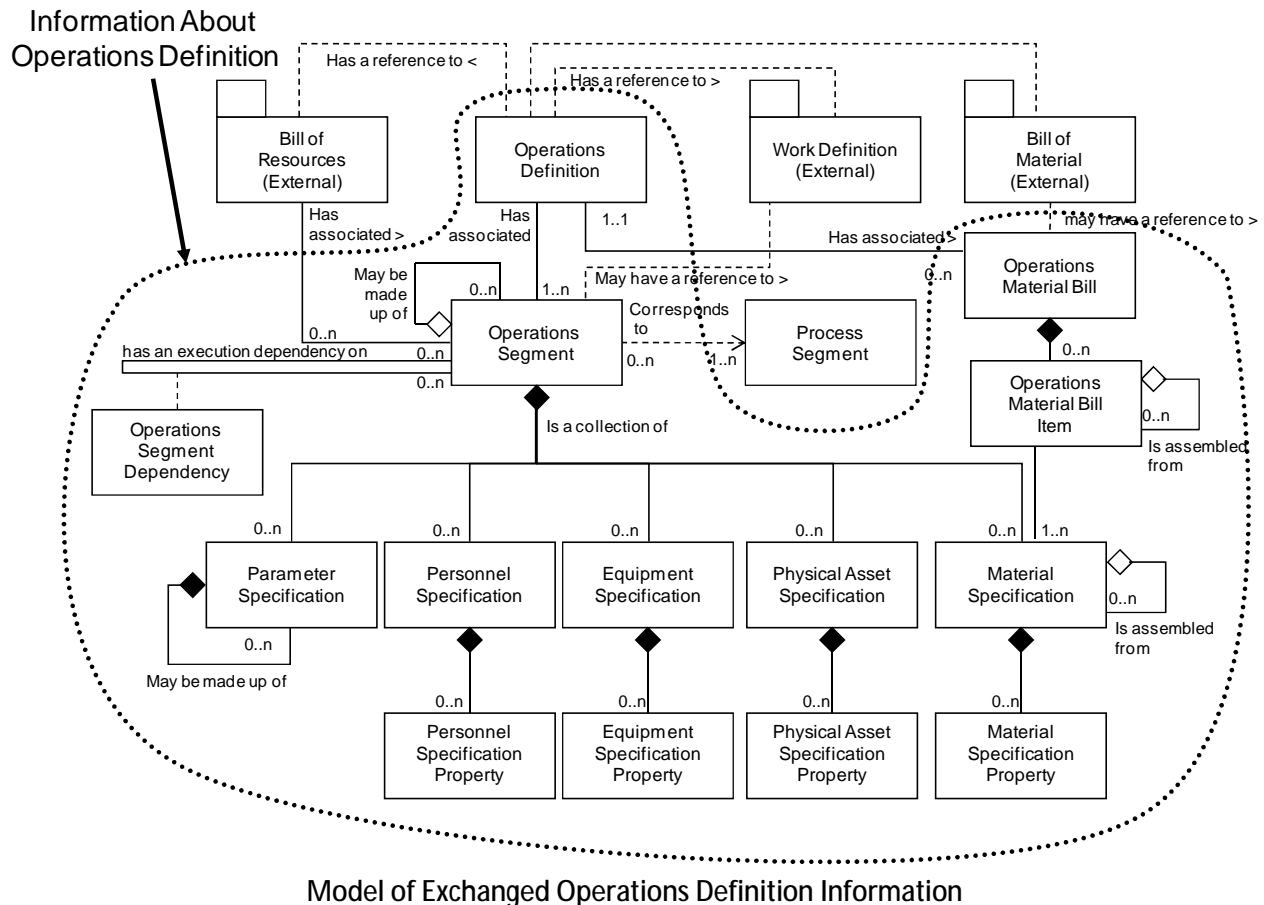 Information About
Operations Definition
Has a reference to <
Has a reference to >
Bill of
Resources
(External)
Operations
Definition
Work Definition
(External)
Bill of
Material
(External)
Has
associated >
Has
associated
1..1
may have a reference to >
Has associated >
0..n
May be
made
up of
0..n
1..n
May have a reference to >
Operations
Material Bill
0..n
Operations
Segment
Corresponds
to
0..n
1..n
Process
Segment
has an execution dependency on
0..n
0..n
0..n
Operations
Material Bill
Item
0..n
Is assembled
from
Operations
Segment
Dependency
Is a collection of
0..n
0..n
0..n
0..n
0..n
1..n
Parameter
Specification
Personnel
Specification
Equipment
Specification
Physical Asset
Specification
Material
Specification
0..n
Is assembled
from
0..n
May be made up of
0..n
0..n
0..n
0..n
Personnel
Specification
Property
Equipment
Specification
Property
Physical Asset
Specification
Property
Material
Specification
Property
Model of Exchanged Operations Definition Information